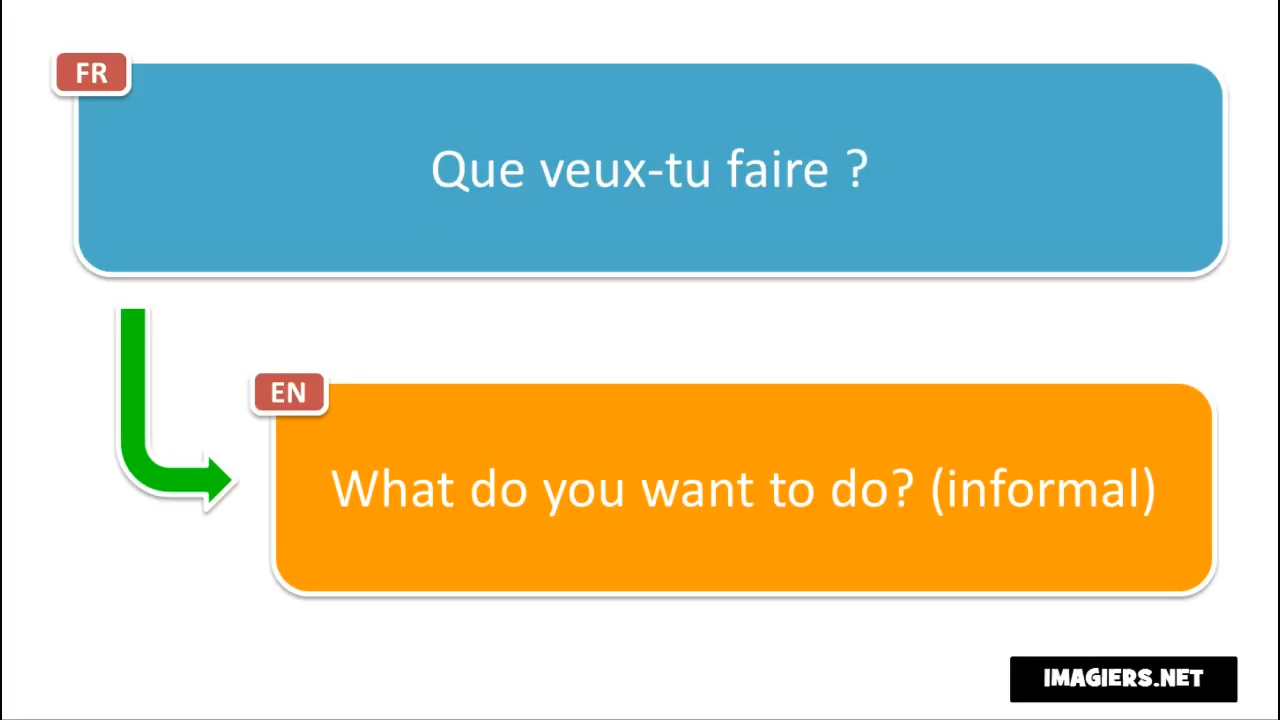 FR
Que veux-tu faire ?
EN
What do you want to do? (informal)
IMAGIERS.NET